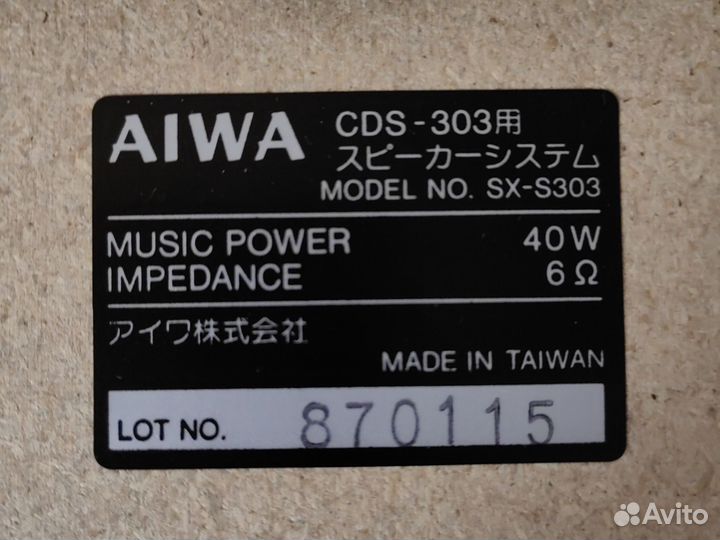 AIWA
CDS-303用
スピーカーシステム
MODEL NO. SX-S303
MUSIC POWER 40W
IMPEDANCE 6Ω
アイワ株式会社
MADE IN TAIWAN
LOT NO. 870115
Avito